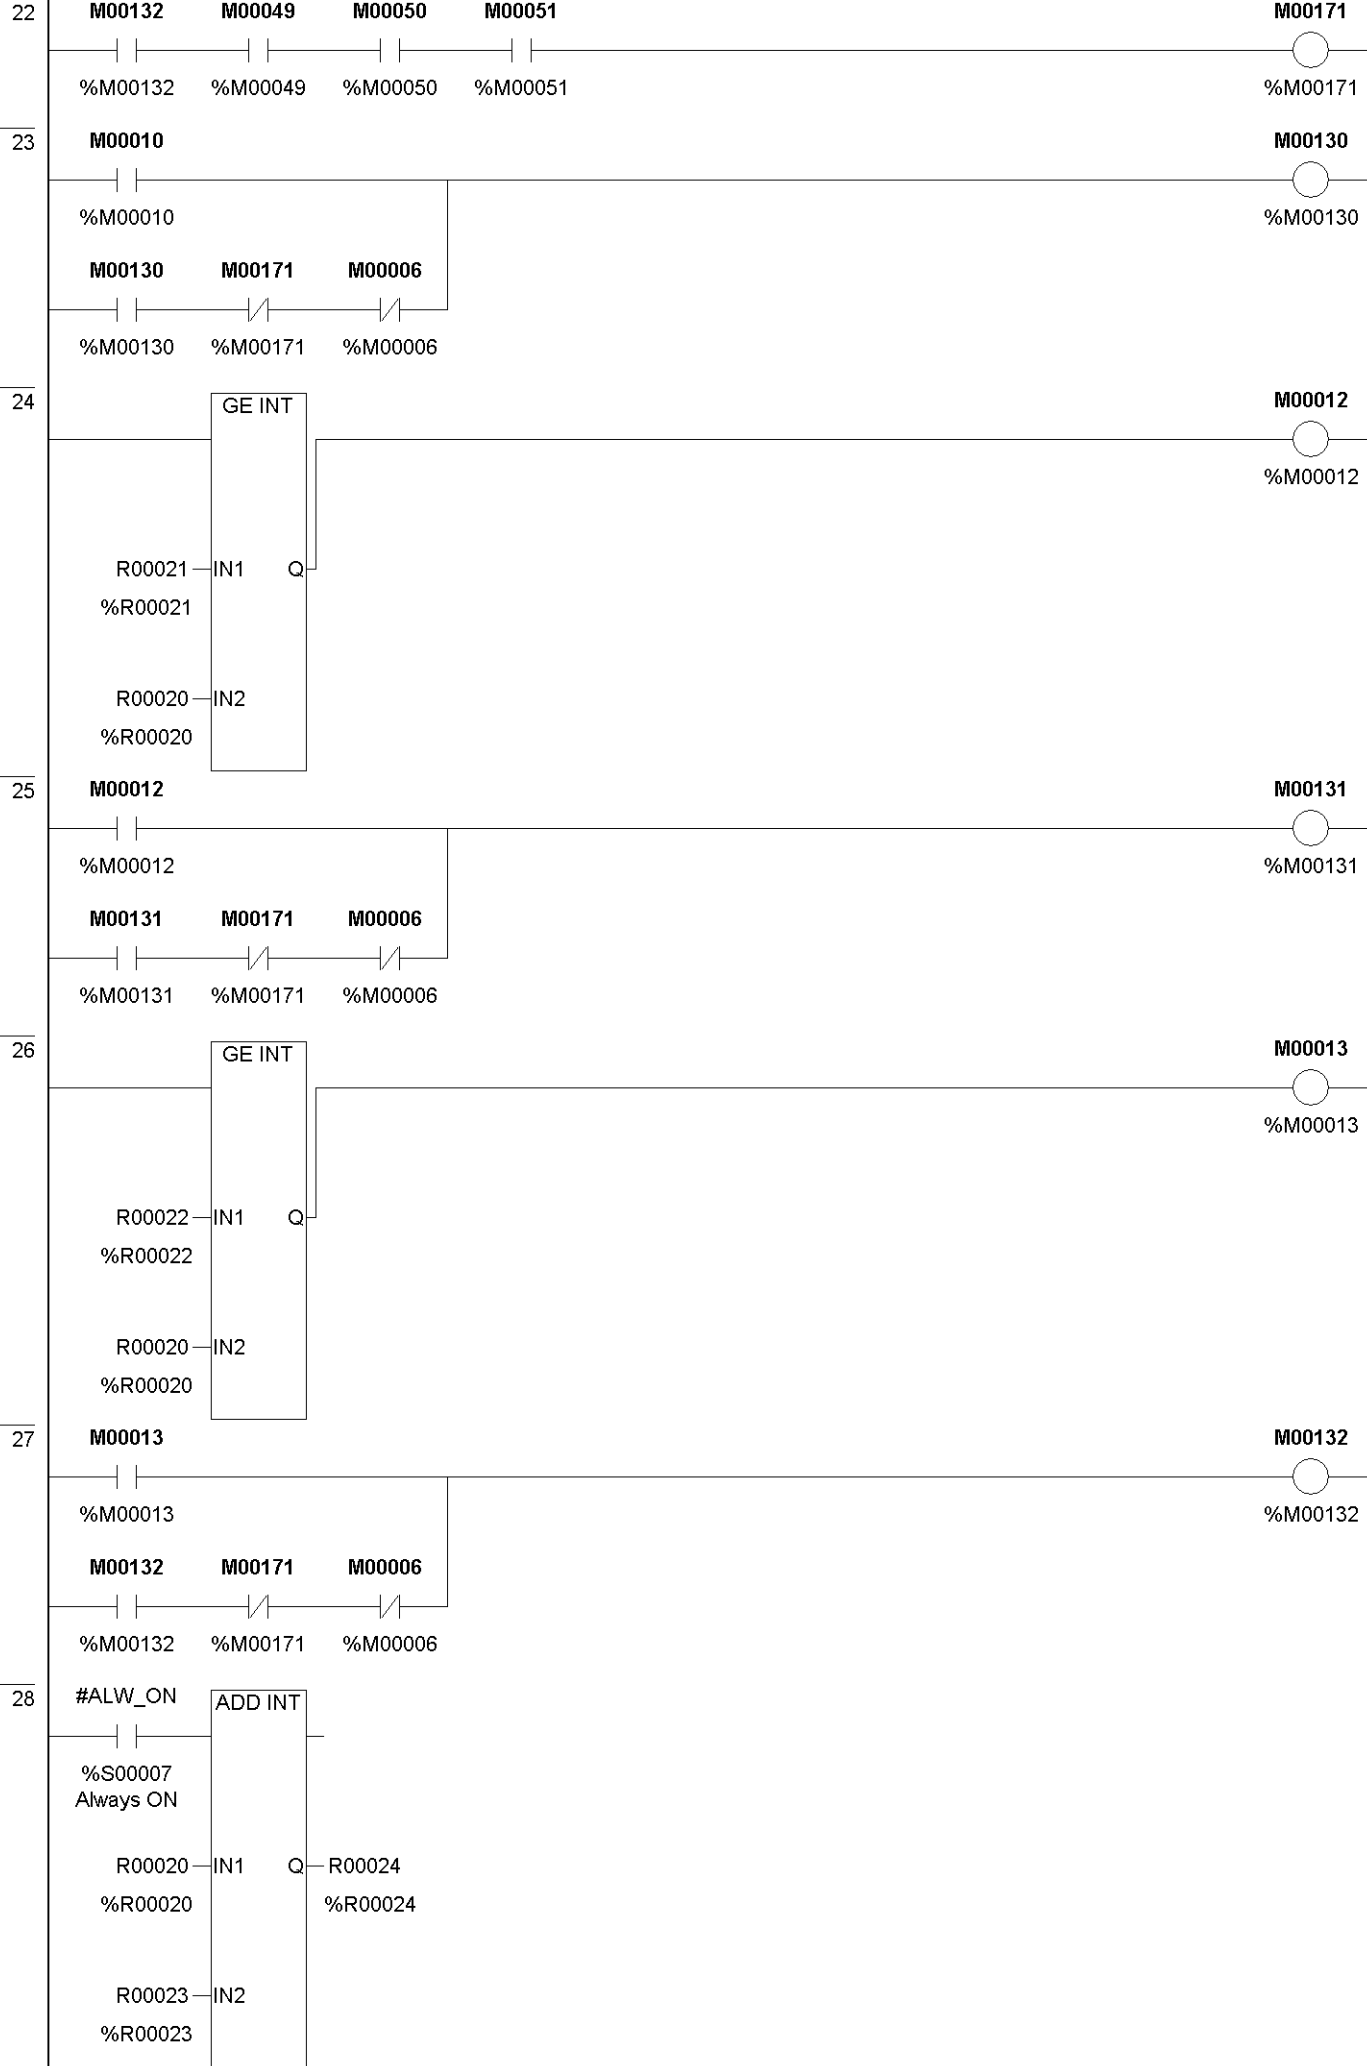 22 M00132 M00049 M00050 M00051 M00171
%M00132 %M00049 %M00050 %M00051 %M00171
23 M00010 M00130
%M00010 %M00130
M00130 M00171 M00006
%M00130 %M00171 %M00006
24 GE INT M00012
%M00012
R00021 IN1 Q
%R00021
R00020 IN2
%R00020
25 M00012 M00131
%M00012 %M00131
M00131 M00171 M00006
%M00131 %M00171 %M00006
26 GE INT M00013
%M00013
R00022 IN1 Q
%R00022
R00020 IN2
%R00020
27 M00013 M00132
%M00013 %M00132
M00132 M00171 M00006
%M00132 %M00171 %M00006
28 #ALW_ON ADD INT
%S00007
Always ON
R00020 IN1 Q R00024
%R00020 %R00024
R00023 IN2
%R00023